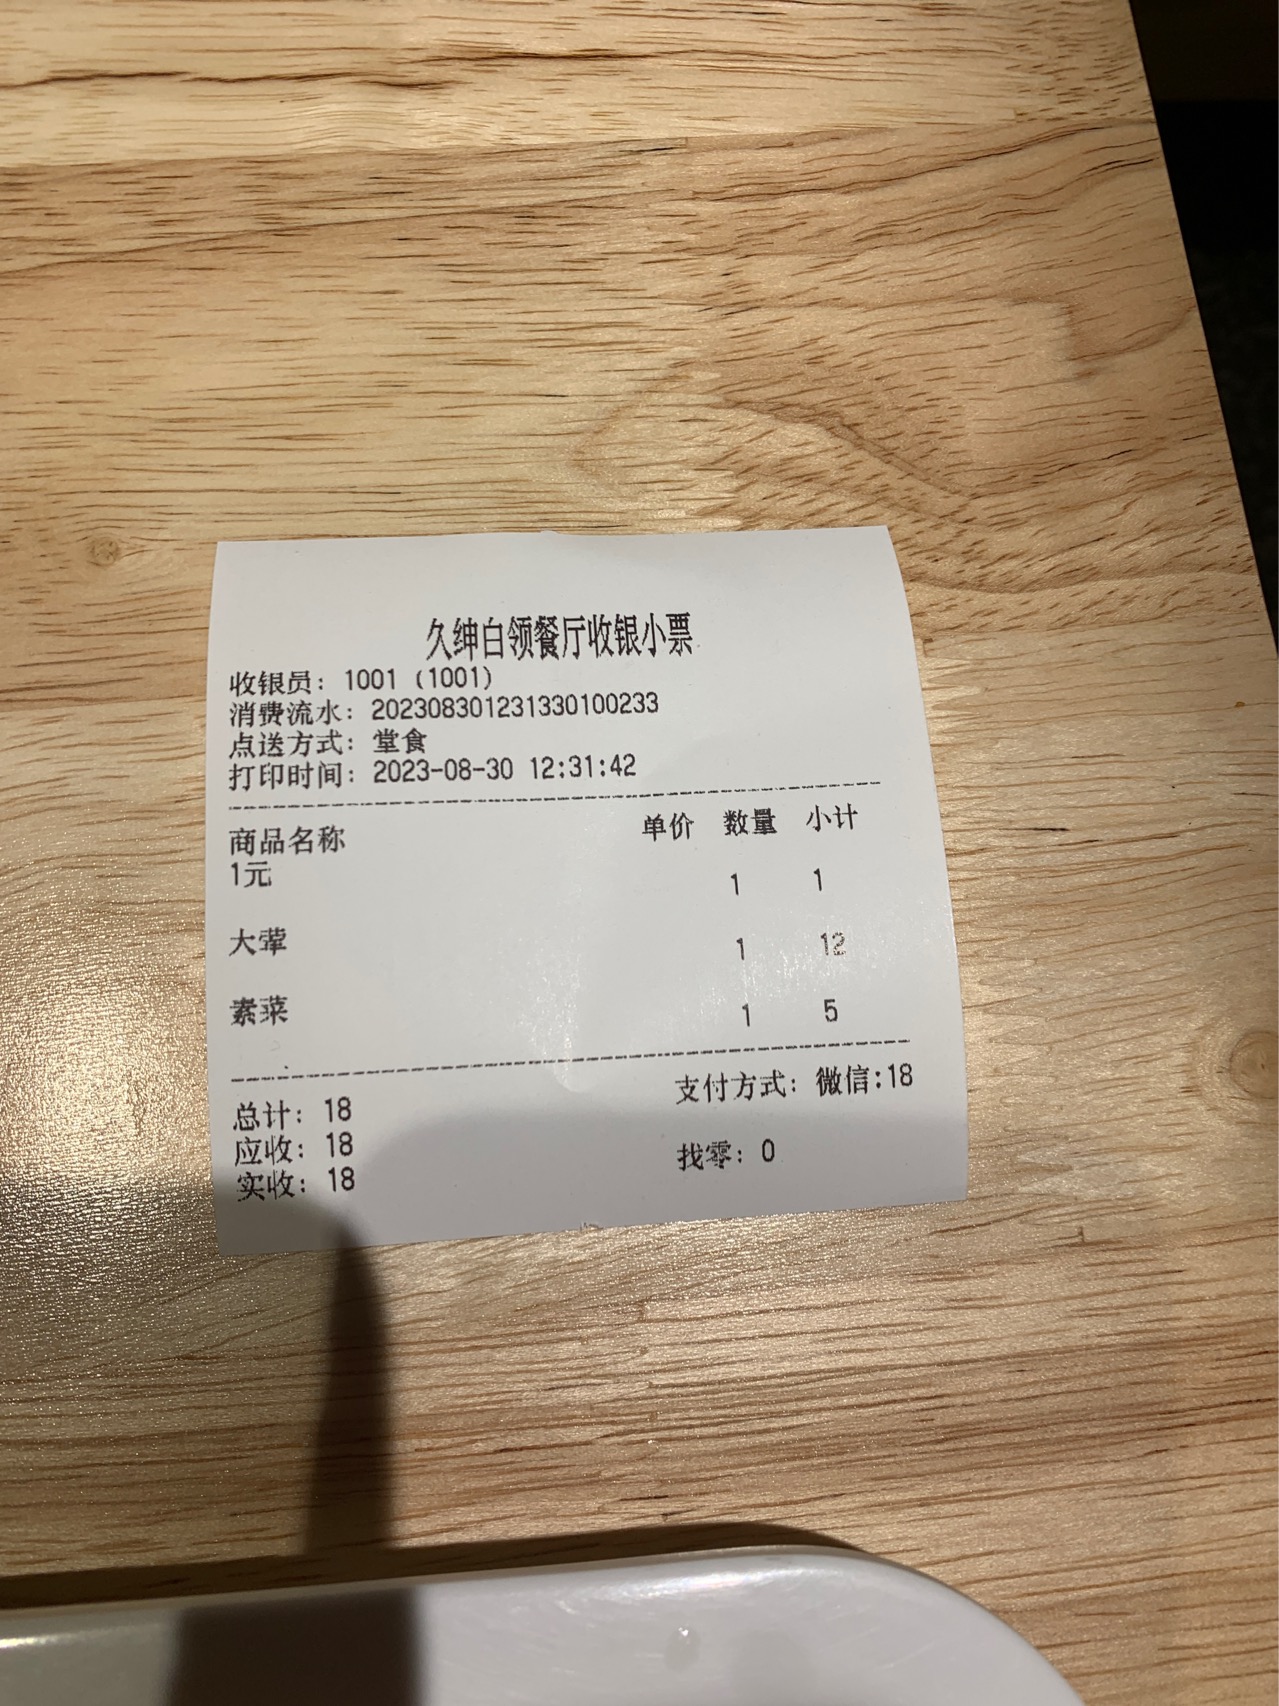 久绅白领餐厅收银小票
收银员: 1001 (1001)
消费流水: 202308301231330100233
点送方式: 堂食
打印时间: 2023-08-30 12:31:42
商品名称 单价 数量 小计
1元 1 1
大荤 1 12
素菜 1 5
总计: 18 支付方式: 微信:18
应收: 18
实收: 18 找零: 0